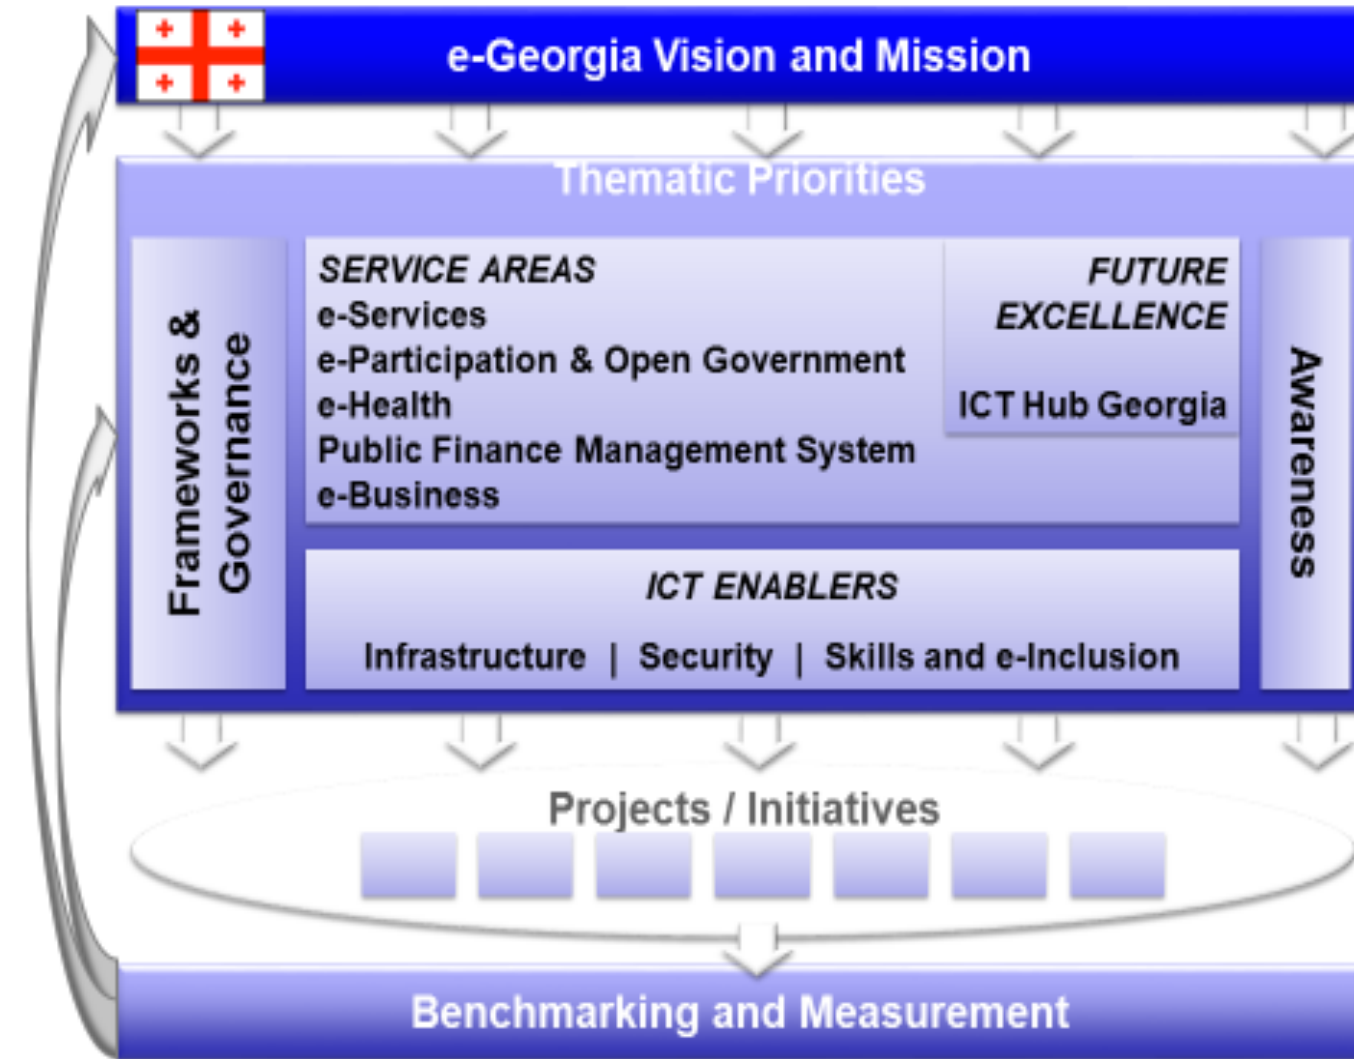 e-Georgia Vision and Mission
Thematic Priorities
Frameworks &
Governance
SERVICE AREAS
e-Services
e-Participation & Open Government
e-Health
Public Finance Management System
e-Business
FUTURE
EXCELLENCE
ICT Hub Georgia
Awareness
ICT ENABLERS
Infrastructure | Security | Skills and e-Inclusion
Projects / Initiatives
Benchmarking and Measurement